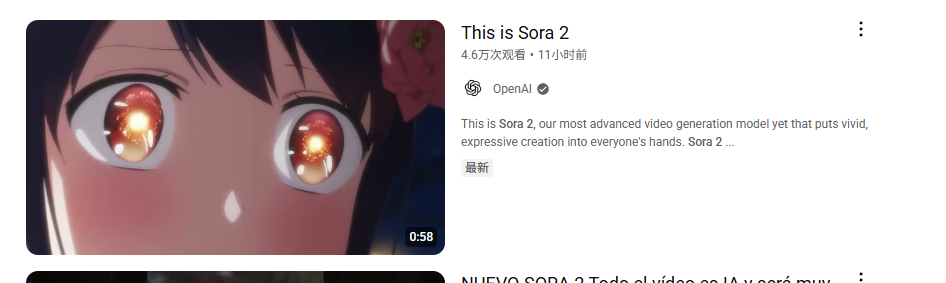 This is Sora 2
4.6万次观看 • 11小时前
OpenAI
This is Sora 2, our most advanced video generation model yet that puts vivid,
expressive creation into everyone's hands. Sora 2 ...
最新
0:58
NUEVO SORA 2 Todo el vídeo es IA y será muy